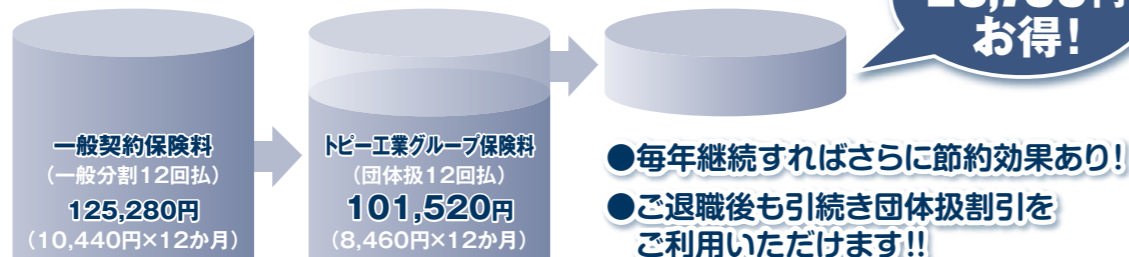 お得!
一般契約保険料
(一般分割12回払)
125,280円
(10,440円×12か月)
トピー工業グループ保険料
(団体扱12回払)
101,520円
(8,460円×12か月)
●毎年継続すればさらに節約効果あり!
●ご退職後も引続き団体扱割引を
ご利用いただけます!!